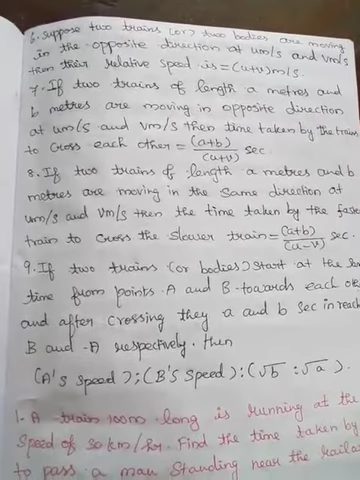 6. Suppose two trains (or) two bodies are moving
in the opposite direction at um/s and vm/s
then their relative speed is = (u+v)m/s.
7. If two trains of length a metres and
b metres are moving in opposite direction
at um/s and vm/s then time taken by the trains
to cross each other = (a+b)/(u+v) sec
8. If two trains of length a metres and b
metres are moving in the same direction at
um/s and vm/s then the time taken by the faste
train to cross the slower train = (a+b)/(u-v) sec.
9. If two trains (or bodies) start at the
time from points A and B towards each
and after crossing they a and b sec in reach
B and A respectively. then
(A's speed) : (B's speed) : (√b : √a).
1. A train 100m long is running at the
speed of 30 km/hr. Find the time taken by
to pass a man standing near the